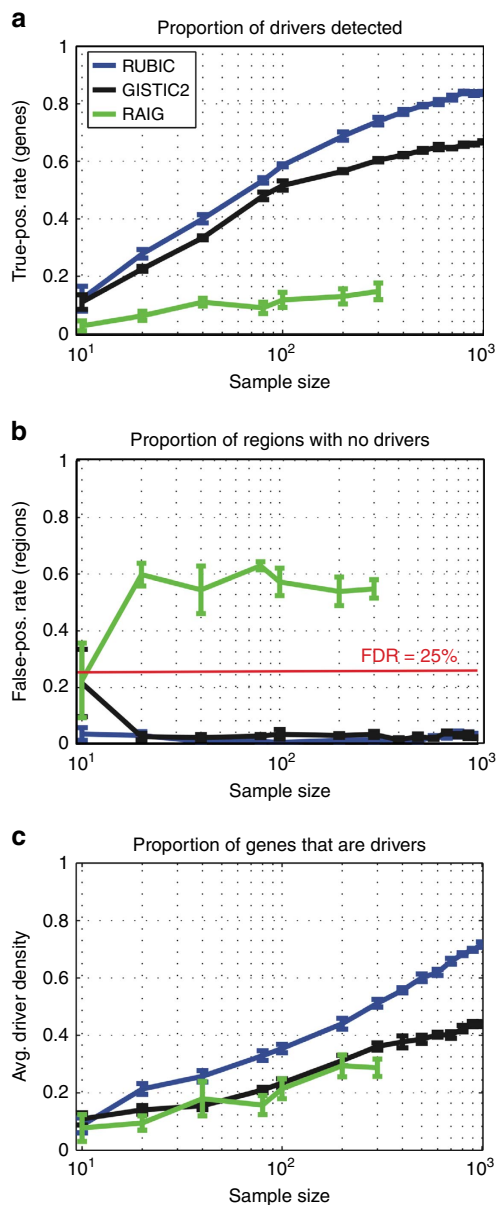 a
Proportion of drivers detected
1
0.8
0.6
0.4
0.2
0
True-pos. rate (genes)
RUBIC
GISTIC2
RAIG
10¹
10²
10³
Sample size
b
Proportion of regions with no drivers
1
0.8
0.6
0.4
0.2
0
False-pos. rate (regions)
FDR = 25%
10¹
10²
10³
Sample size
c
Proportion of genes that are drivers
1
0.8
0.6
0.4
0.2
0
Avg. driver density
10¹
10²
10³
Sample size